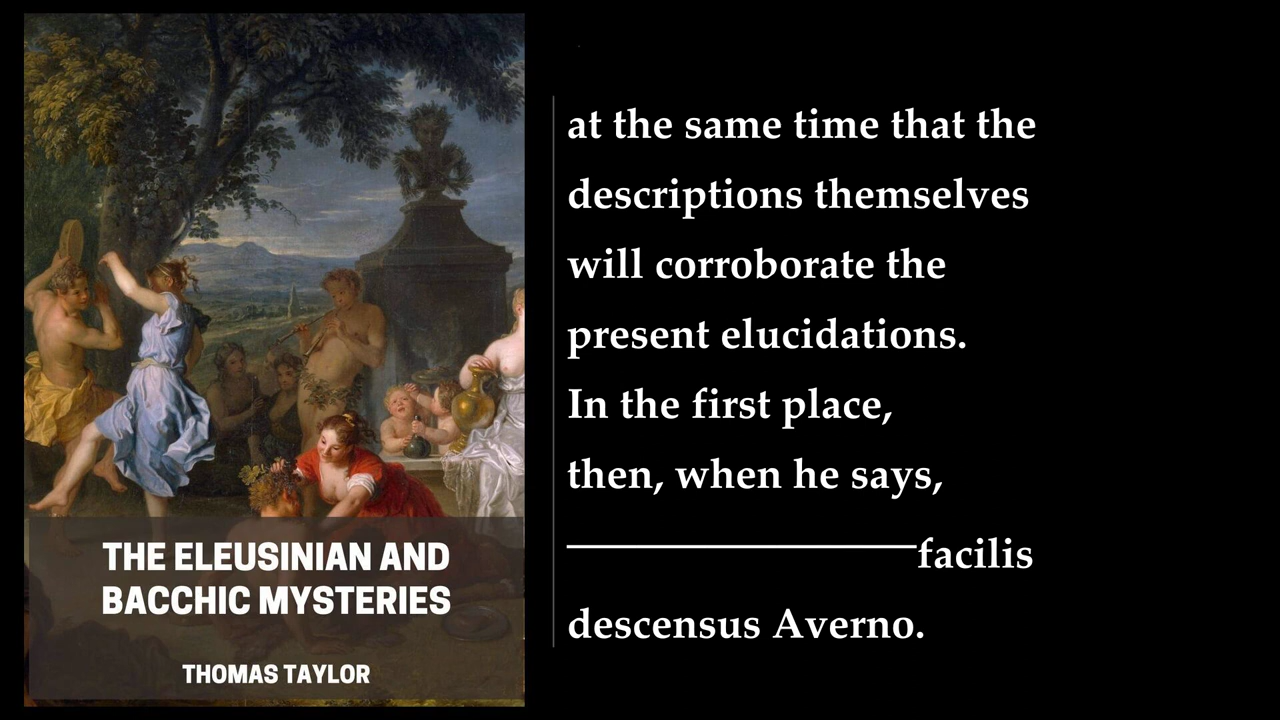 THE ELEUSINIAN AND
BACCHIC MYSTERIES
THOMAS TAYLOR
at the same time that the
descriptions themselves
will corroborate the
present elucidations.
In the first place,
then, when he says,
——————————facilis
descensus Averno.